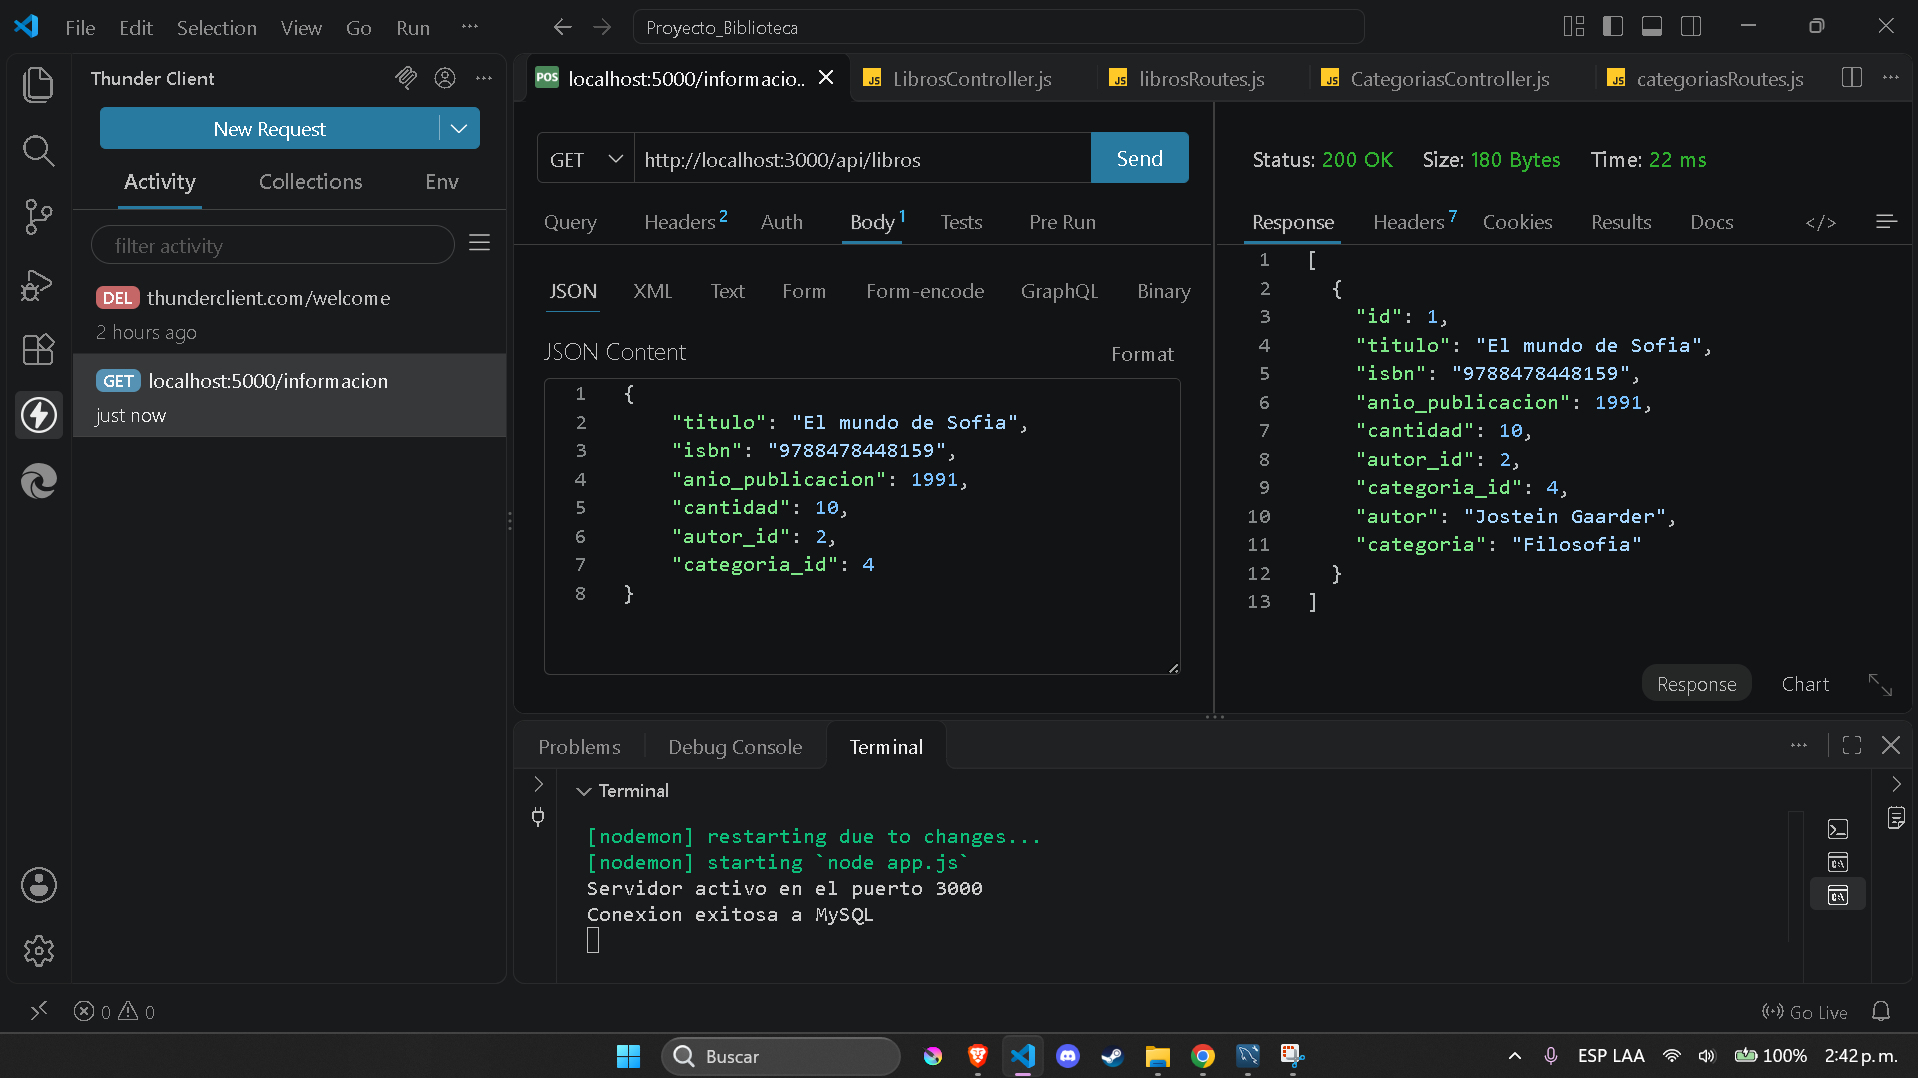 File Edit Selection View Go Run ...
Proyecto_Biblioteca
Thunder Client
New Request
Activity Collections Env
filter activity
DEL thunderclient.com/welcome
2 hours ago
GET localhost:5000/informacion
just now
POS localhost:5000/informacio..
JS LibrosController.js
JS librosRoutes.js
JS CategoriasController.js
JS categoriasRoutes.js
GET http://localhost:3000/api/libros Send
Query Headers 2 Auth Body 1 Tests Pre Run
JSON XML Text Form Form-encode GraphQL Binary
JSON Content Format
1 {
2 "titulo": "El mundo de Sofia",
3 "isbn": "9788478448159",
4 "anio_publicacion": 1991,
5 "cantidad": 10,
6 "autor_id": 2,
7 "categoria_id": 4
8 }
Status: 200 OK Size: 180 Bytes Time: 22 ms
Response Headers 7 Cookies Results Docs </>
1 [
2 {
3 "id": 1,
4 "titulo": "El mundo de Sofia",
5 "isbn": "9788478448159",
6 "anio_publicacion": 1991,
7 "cantidad": 10,
8 "autor_id": 2,
9 "categoria_id": 4,
10 "autor": "Jostein Gaarder",
11 "categoria": "Filosofia"
12 }
13 ]
Response Chart
Problems Debug Console Terminal
Terminal
[nodemon] restarting due to changes...
[nodemon] starting `node app.js`
Servidor activo en el puerto 3000
Conexion exitosa a MySQL
0 0
Go Live
Buscar
ESP LAA 100% 2:42 p. m.